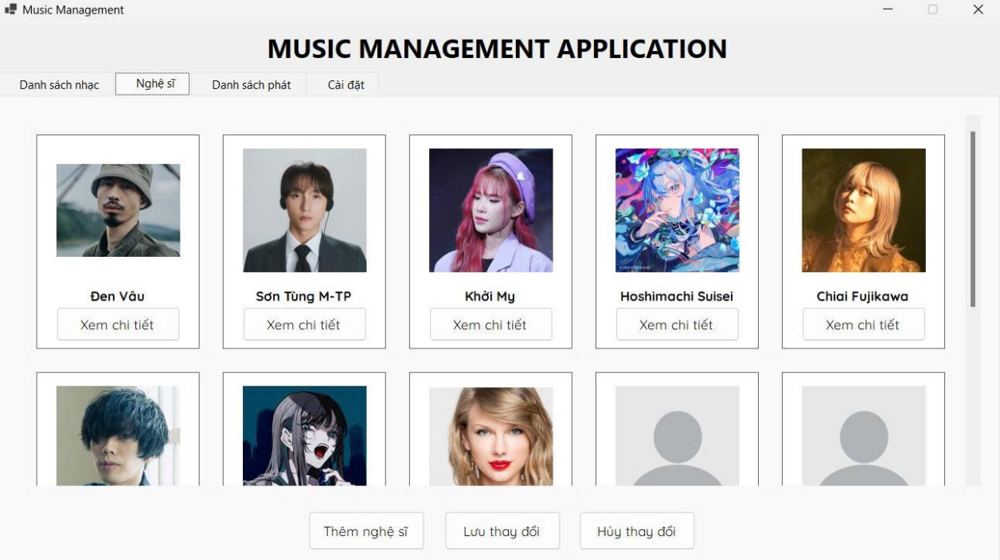 Music Management
MUSIC MANAGEMENT APPLICATION
Danh sách nhạc
Nghệ sĩ
Danh sách phát
Cài đặt
Đen Vâu
Sơn Tùng M-TP
Khởi My
Hoshimachi Suisei
Chiai Fujikawa
Xem chi tiết
Xem chi tiết
Xem chi tiết
Xem chi tiết
Xem chi tiết
Thêm nghệ sĩ
Lưu thay đổi
Hủy thay đổi